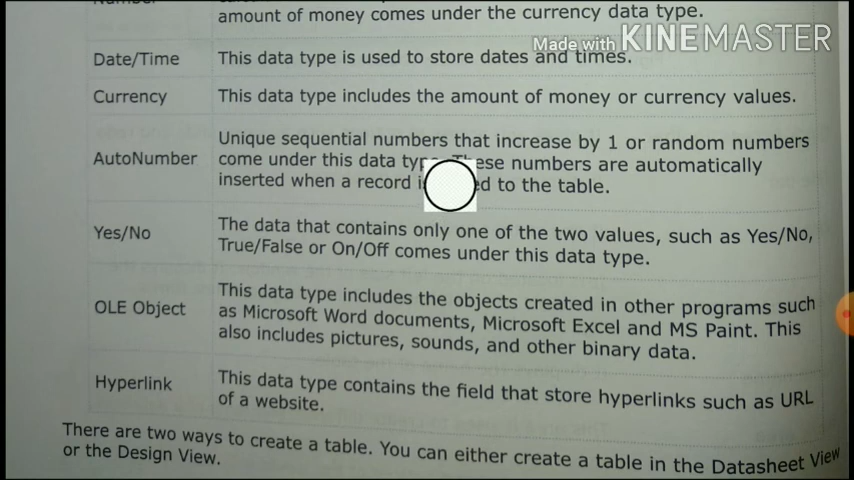 amount of money comes under the currency data type.
Made with KINEMASTER
Date/Time This data type is used to store dates and times.
Currency This data type includes the amount of money or currency values.
Unique sequential numbers that increase by 1 or random numbers
AutoNumber come under this data These numbers are automatically
inserted when a record to the table.
Yes/No The data that contains only one of the two values, such as Yes/No,
True/False or On/Off comes under this data type.
This data type includes the objects created in other programs such
OLE Object as Microsoft Word documents, Microsoft Excel and MS Paint. This
also includes pictures, sounds, and other binary data.
Hyperlink This data type contains the field that store hyperlinks such as URL
of a website.
There are two ways to create a table. You can either create a table in the Datasheet View
or the Design View.